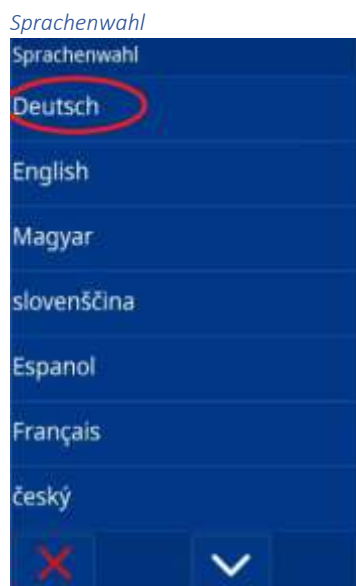 Sprachenwahl
Sprachenwahl
Deutsch
English
Magyar
slovenščina
Espanol
Français
český